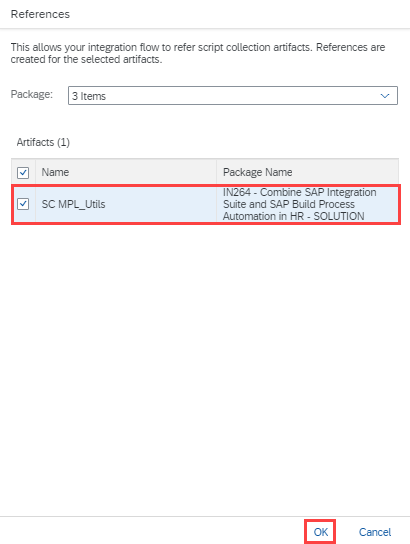 References
This allows your integration flow to refer script collection artifacts. References are
created for the selected artifacts.
Package:
3 Items
Artifacts (1)
Name
Package Name
SC MPL_Utils
IN264 - Combine SAP Integration
Suite and SAP Build Process
Automation in HR - SOLUTION
OK
Cancel